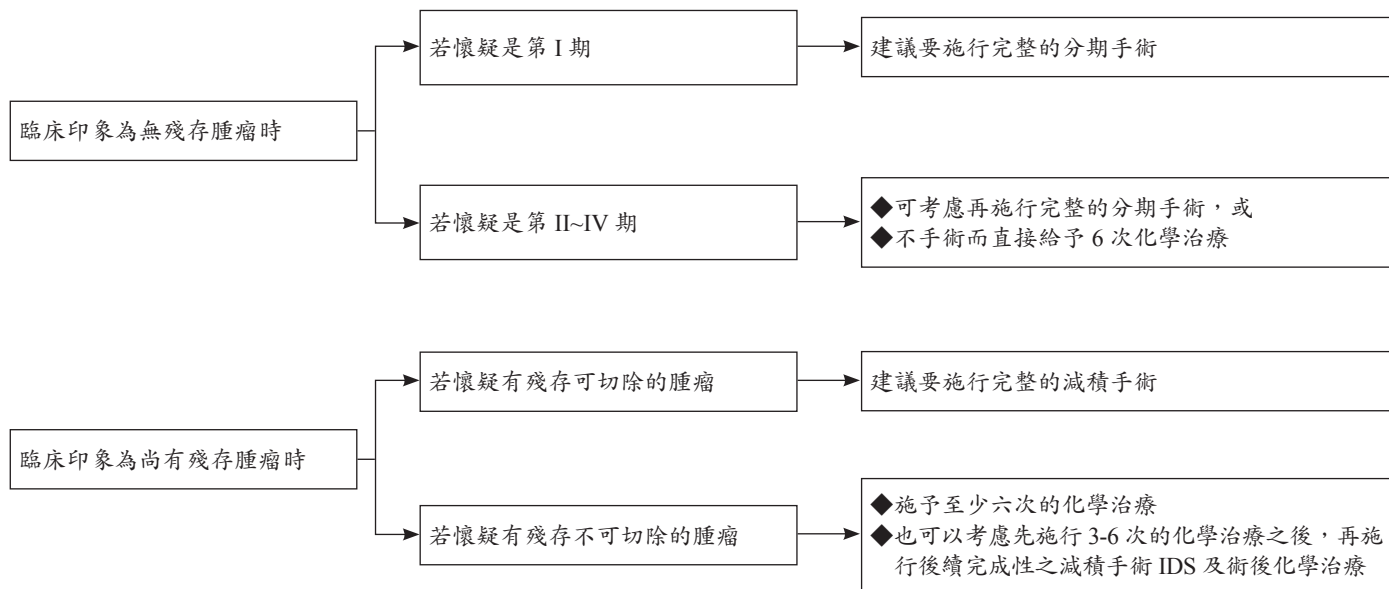 若懷疑是第 I 期
建議要施行完整的分期手術
臨床印象為無殘存腫瘤時
若懷疑是第 II~IV 期
◆可考慮再施行完整的分期手術，或
◆不手術而直接給予 6 次化學治療
若懷疑有殘存可切除的腫瘤
建議要施行完整的減積手術
臨床印象為尚有殘存腫瘤時
若懷疑有殘存不可切除的腫瘤
◆施予至少六次的化學治療
◆也可以考慮先施行 3-6 次的化學治療之後，再施
行後續完成性之減積手術 IDS 及術後化學治療